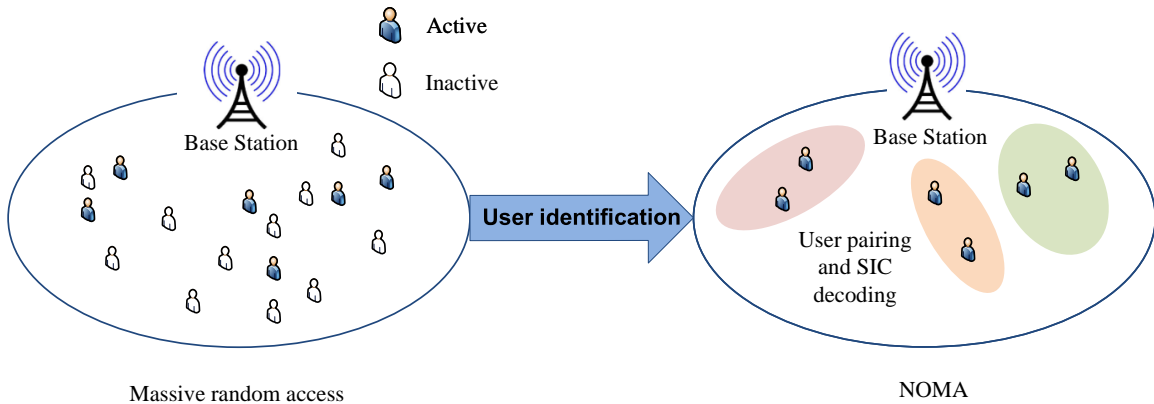 Active
Inactive
Base Station
User identification
Base Station
User pairing
and SIC
decoding
Massive random access
NOMA